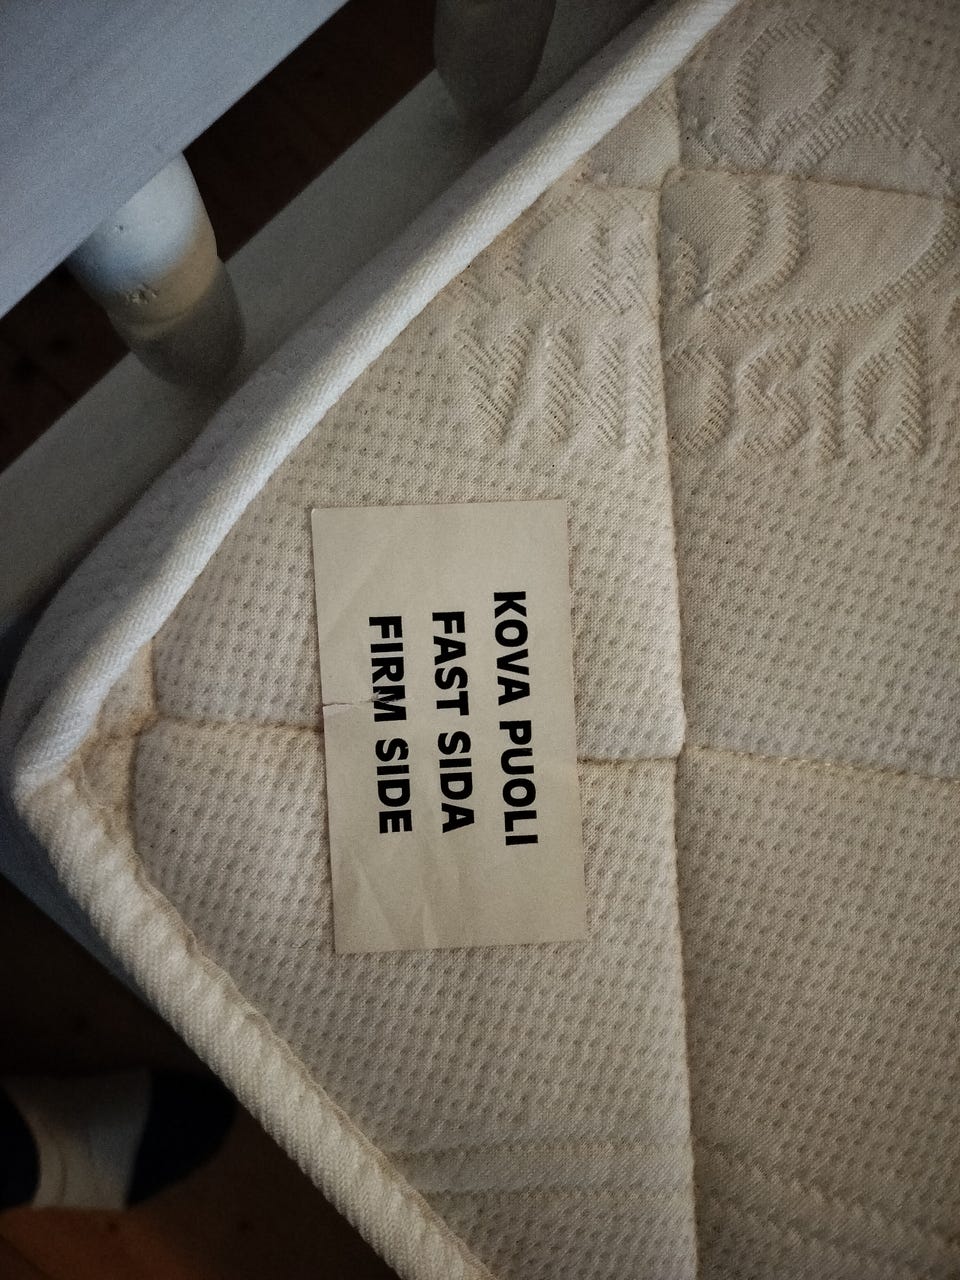 KOVA PUOLI
FAST SIDA
FIRM SIDE